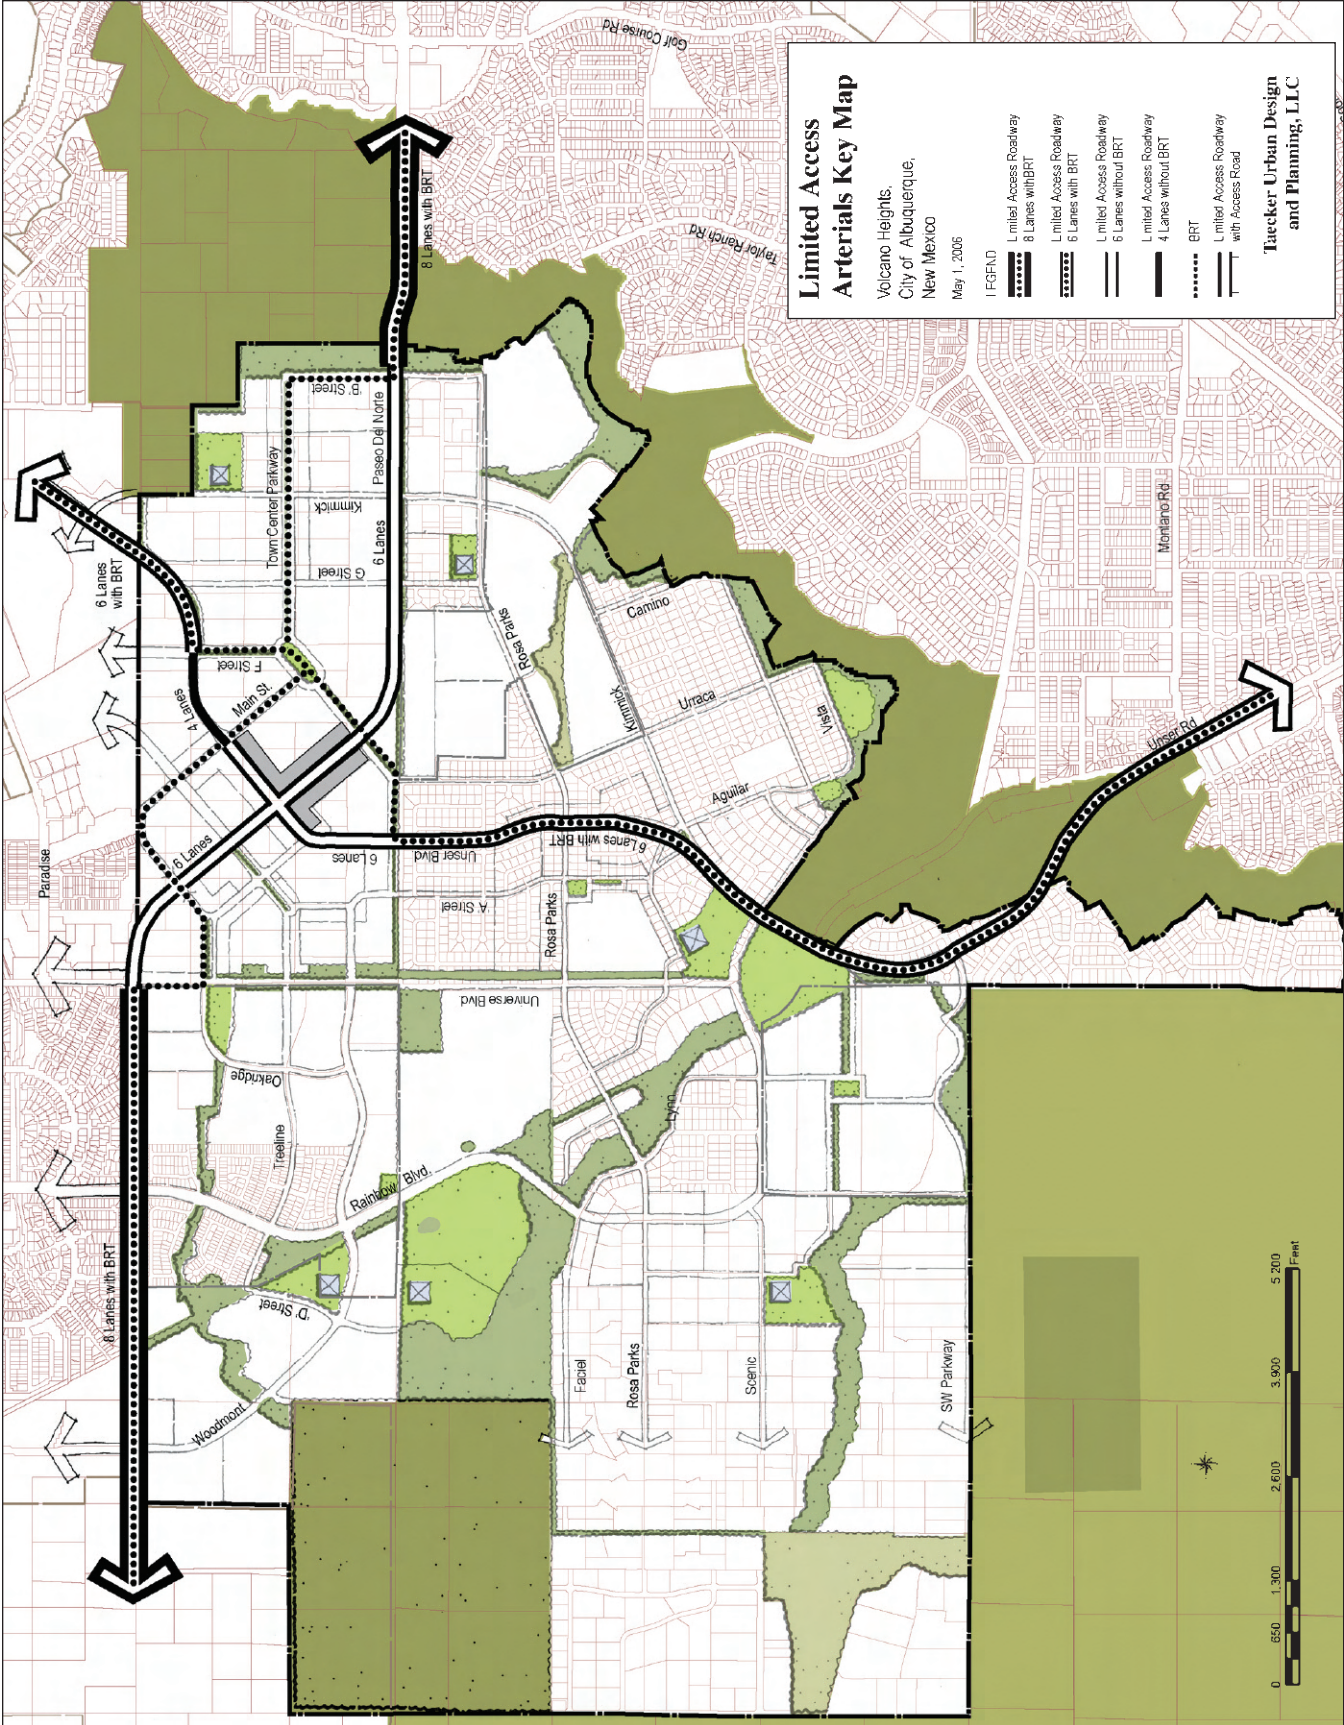 Limited Access
Arterials Key Map
Volcano Heights,
City of Albuquerque,
New Mexico
May 1, 2006
LEGEND
Limited Access Roadway
8 Lanes with BRT
Limited Access Roadway
6 Lanes with BRT
Limited Access Roadway
6 Lanes without BRT
Limited Access Roadway
4 Lanes without BRT
BRT
Limited Access Roadway
with Access Road
Taecker Urban Design
and Planning, LLC
Golf Course Rd
Taylor Ranch Rd
8 Lanes with BRT
'B' Street
Town Center Parkway
Paseo Del Norte
Kimmick
6 Lanes
G Street
6 Lanes
with BRT
F Street
Main St.
4 Lanes
Rosa Parks
Camino
Kimmick
Urraca
Vista
Aguilar
Montano Rd
Unser Rd
Paradise
6 Lanes
6 Lanes
Unser Blvd
6 Lanes with BRT
'A' Street
Rosa Parks
Universe Blvd
Oakridge
Treeline
Lynn
Rainbow Blvd.
8 Lanes with BRT
'D' Street
Woodmont
Faciel
Rosa Parks
Scenic
SW Parkway
0 650 1,300 2,600 3,900 5,200
Feet